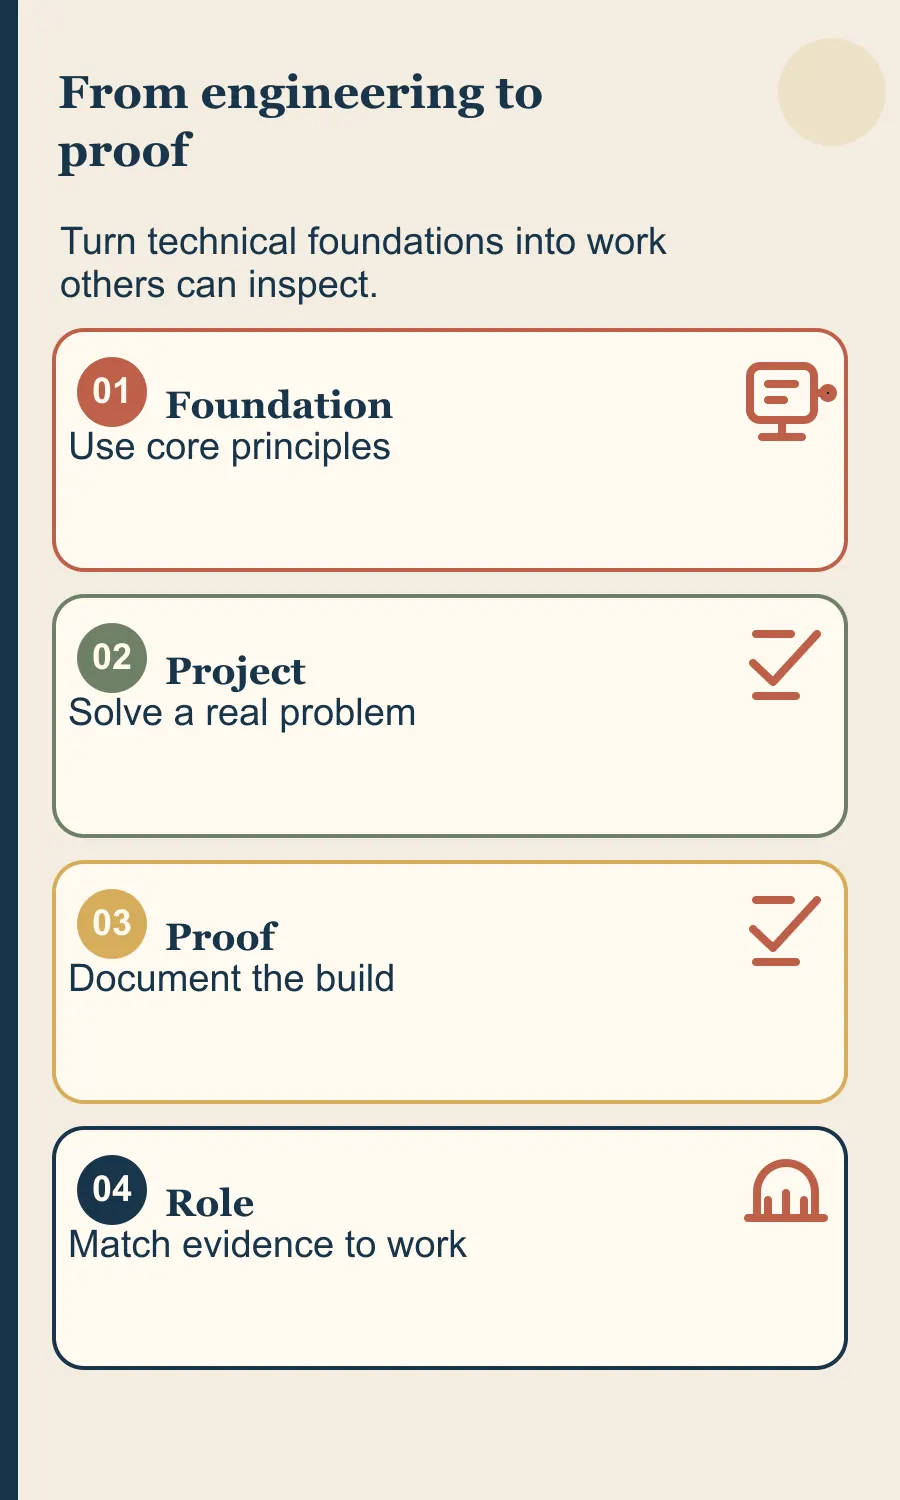 From engineering to
proof
Turn technical foundations into work
others can inspect.
01 Foundation
Use core principles
02 Project
Solve a real problem
03 Proof
Document the build
04 Role
Match evidence to work